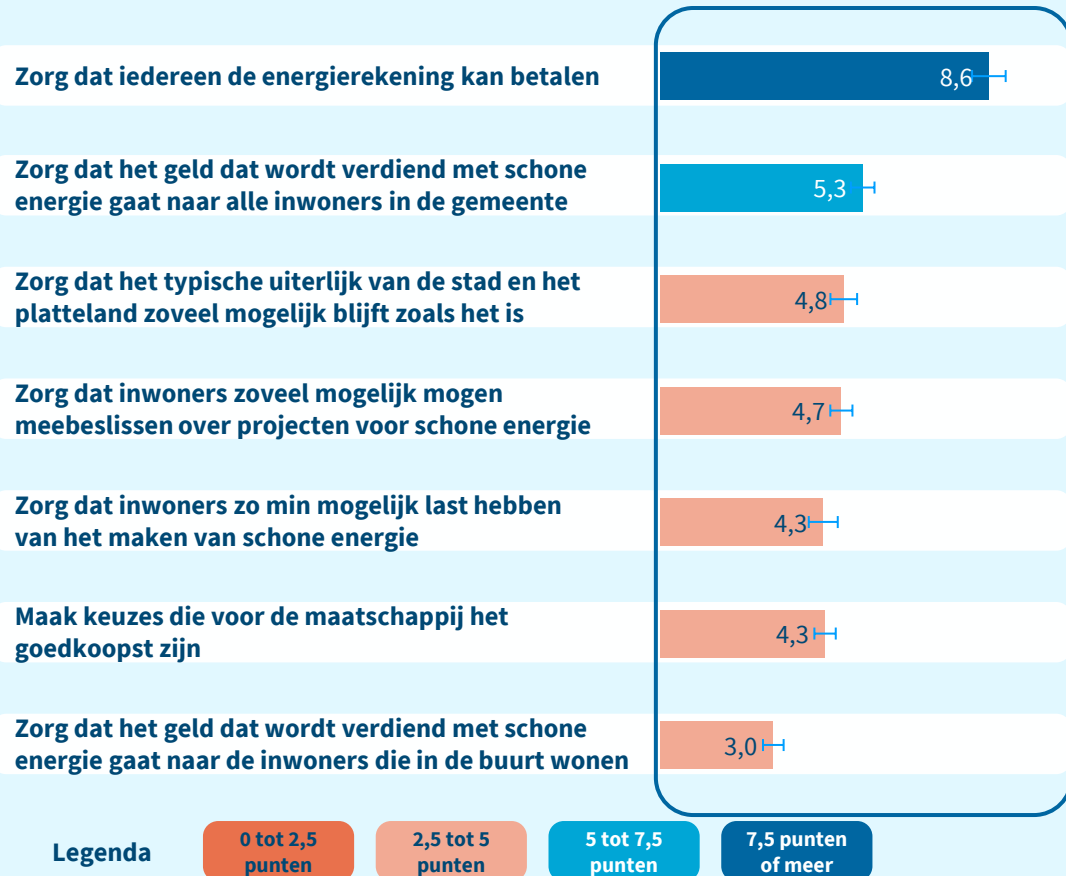 Zorg dat iedereen de energierekening kan betalen
8,6
Zorg dat het geld dat wordt verdiend met schone
energie gaat naar alle inwoners in de gemeente
5,3
Zorg dat het typische uiterlijk van de stad en het
platteland zoveel mogelijk blijft zoals het is
4,8
Zorg dat inwoners zoveel mogelijk mogen
meebeslissen over projecten voor schone energie
4,7
Zorg dat inwoners zo min mogelijk last hebben
van het maken van schone energie
4,3
Maak keuzes die voor de maatschappij het
goedkoopst zijn
4,3
Zorg dat het geld dat wordt verdiend met schone
energie gaat naar de inwoners die in de buurt wonen
3,0
Legenda
0 tot 2,5
punten
2,5 tot 5
punten
5 tot 7,5
punten
7,5 punten
of meer